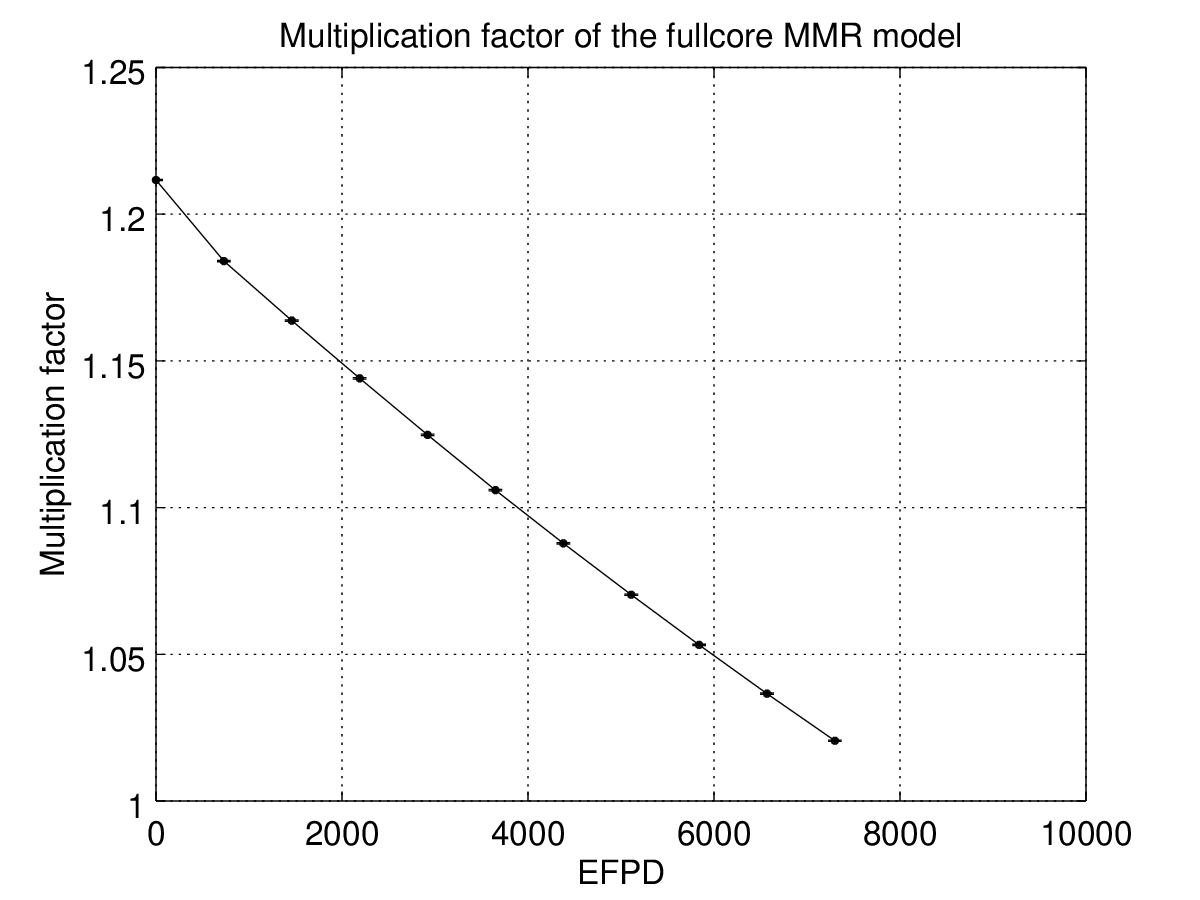 Multiplication factor of the fullcore MMR model
1.25
1.2
1.15
1.1
1.05
1
Multiplication factor
0 2000 4000 6000 8000 10000
EFPD